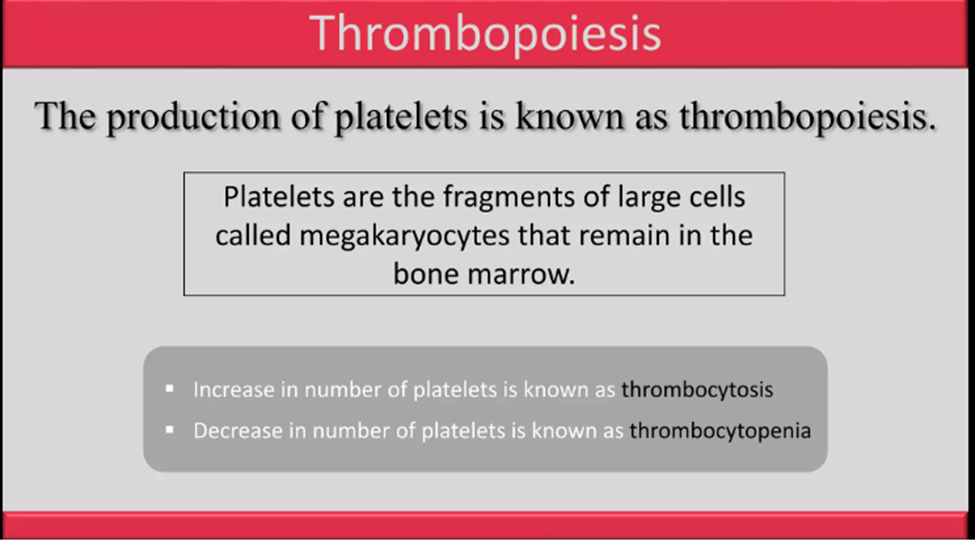 Thrombopoiesis
The production of platelets is known as thrombopoiesis.
Platelets are the fragments of large cells
called megakaryocytes that remain in the
bone marrow.
▪ Increase in number of platelets is known as thrombocytosis
▪ Decrease in number of platelets is known as thrombocytopenia